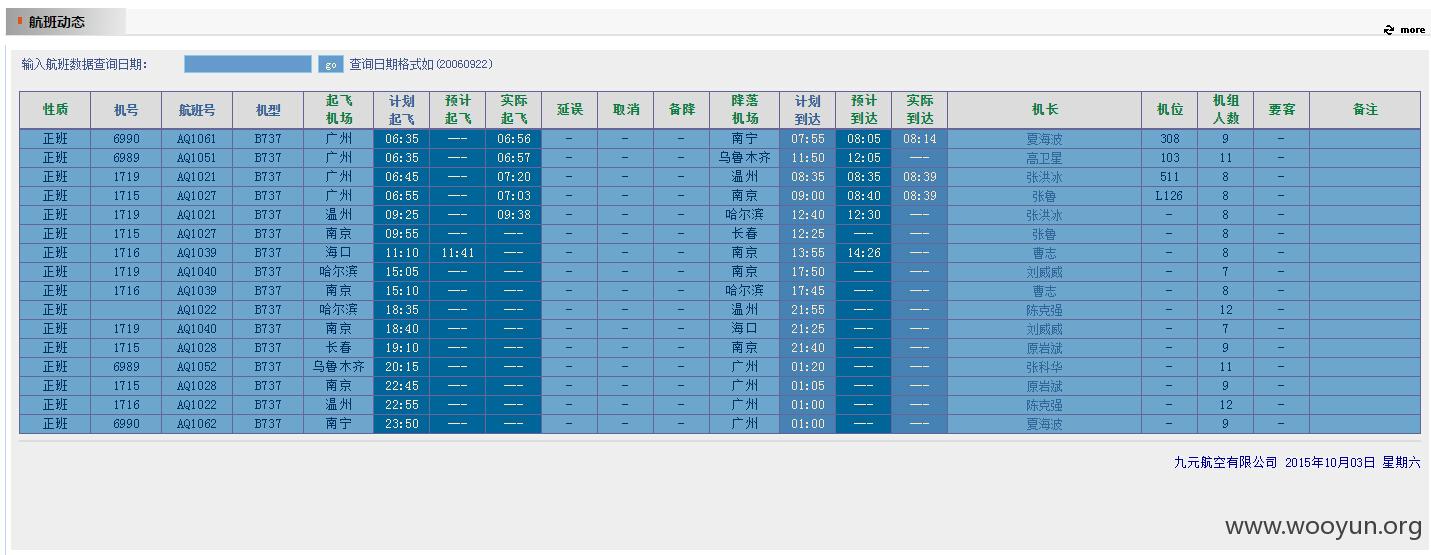 航班动态
more
输入航班数据查询日期： go 查询日期格式如(20060922)
性质 机号 航班号 机型 起飞机场 计划起飞 预计起飞 实际起飞 延误 取消 备降 降落机场 计划到达 预计到达 实际到达 机长 机位 机组人数 要客 备注
正班 6990 AQ1061 B737 广州 06:35 --- 06:56 - - - 南宁 07:55 08:05 08:14 夏海波 308 9 -
正班 6989 AQ1051 B737 广州 06:35 --- 06:57 - - - 乌鲁木齐 11:50 12:05 --- 高卫星 103 11 -
正班 1719 AQ1021 B737 广州 06:45 --- 07:20 - - - 温州 08:35 08:35 08:39 张洪冰 511 8 -
正班 1715 AQ1027 B737 广州 06:55 --- 07:03 - - - 南京 09:00 08:40 08:39 张鲁 L126 8 -
正班 1719 AQ1021 B737 温州 09:25 --- 09:38 - - - 哈尔滨 12:40 12:30 --- 张洪冰 - 8 -
正班 1715 AQ1027 B737 南京 09:55 --- --- - - - 长春 12:25 --- --- 张鲁 - 8 -
正班 1716 AQ1039 B737 海口 11:10 11:41 --- - - - 南京 13:55 14:26 --- 曹志 - 8 -
正班 1719 AQ1040 B737 哈尔滨 15:05 --- --- - - - 南京 17:50 --- --- 刘威威 - 7 -
正班 1716 AQ1039 B737 南京 15:10 --- --- - - - 哈尔滨 17:45 --- --- 曹志 - 8 -
正班 AQ1022 B737 哈尔滨 18:35 --- --- - - - 温州 21:55 --- --- 陈克强 - 12 -
正班 1719 AQ1040 B737 南京 18:40 --- --- - - - 海口 21:25 --- --- 刘威威 - 7 -
正班 1715 AQ1028 B737 长春 19:10 --- --- - - - 南京 21:40 --- --- 原岩斌 - 9 -
正班 6989 AQ1052 B737 乌鲁木齐 20:15 --- --- - - - 广州 01:20 --- --- 张科华 - 11 -
正班 1715 AQ1028 B737 南京 22:45 --- --- - - - 广州 01:05 --- --- 原岩斌 - 9 -
正班 1716 AQ1022 B737 温州 22:55 --- --- - - - 广州 01:00 --- --- 陈克强 - 12 -
正班 6990 AQ1062 B737 南宁 23:50 --- --- - - - 广州 01:00 --- --- 夏海波 - 9 -
九元航空有限公司 2015年10月03日 星期六
www.wooyun.org